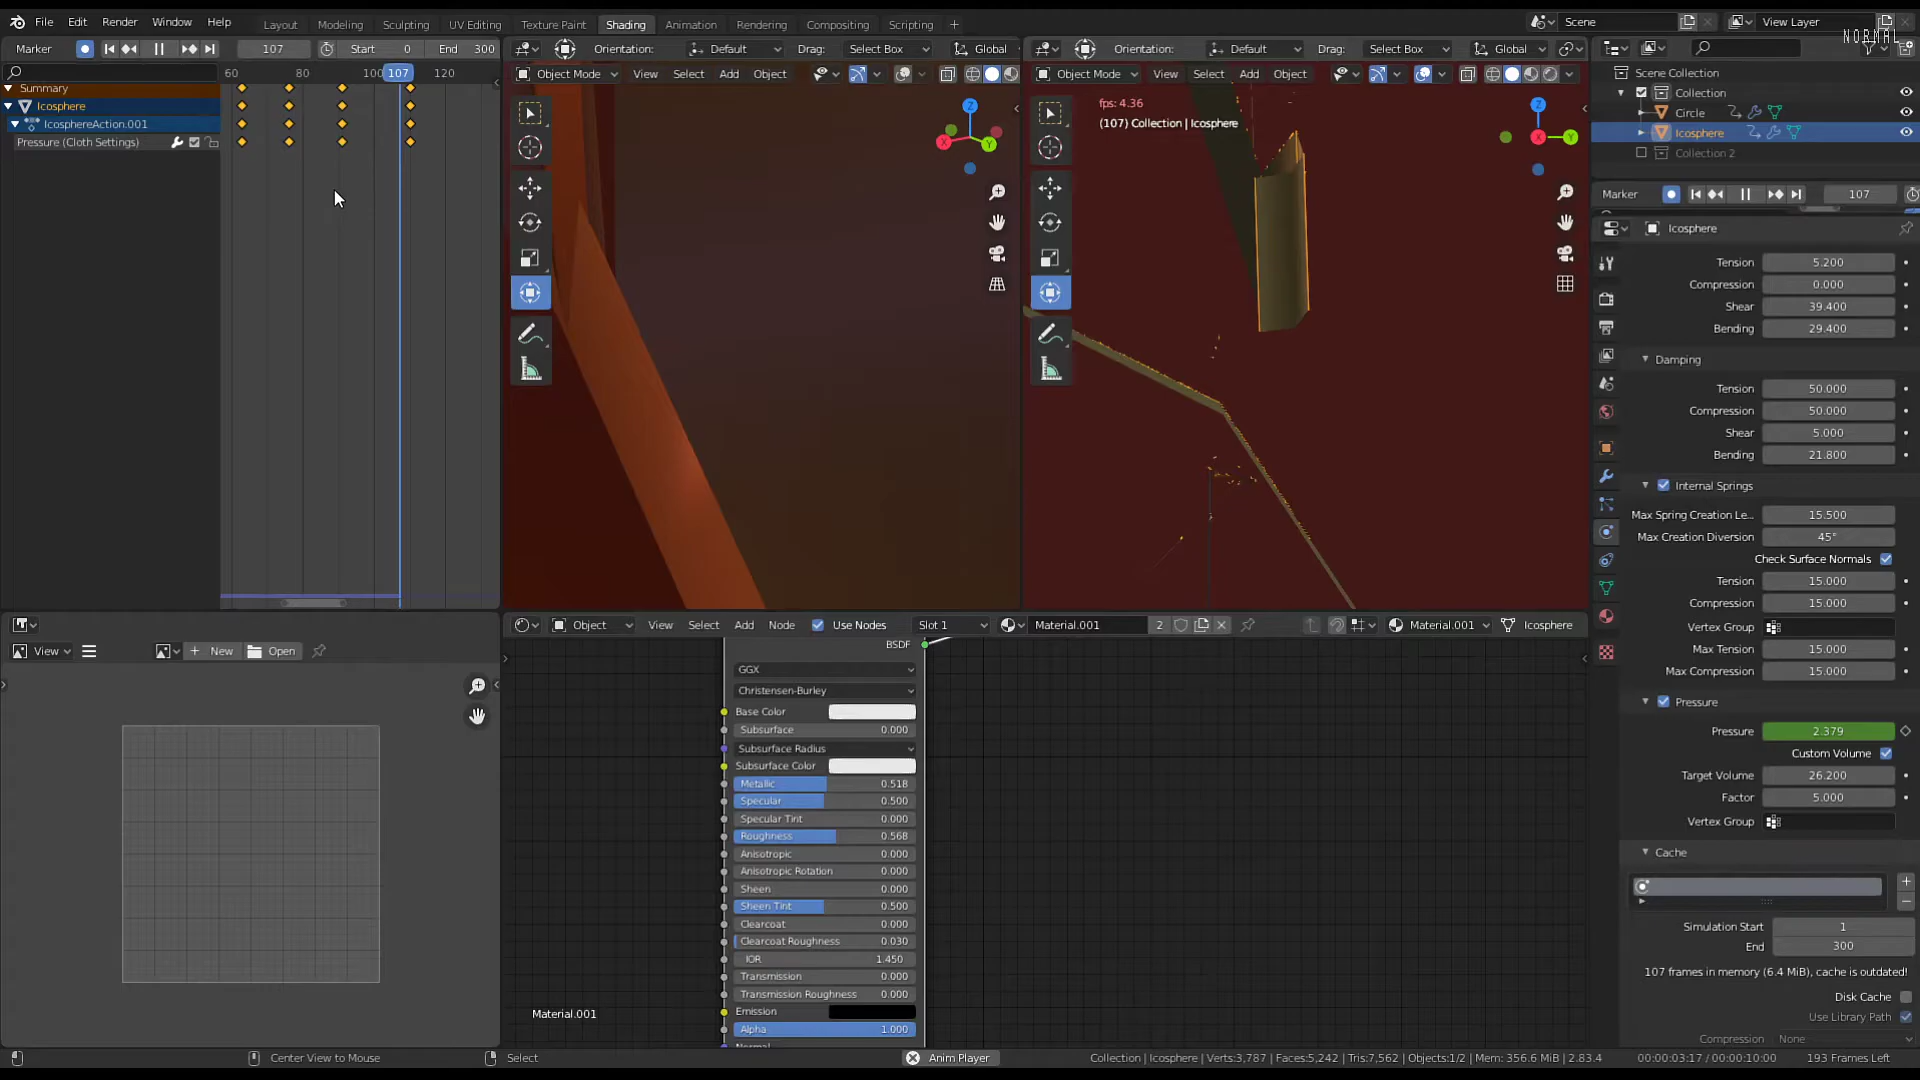 File Edit Render Window Help Layout Modeling Sculpting UV Editing Texture Paint Shading Animation Rendering Compositing Scripting + Scene View Layer
NORMAL
Marker 107 Start 0 End 300
Orientation: Default Drag: Select Box Global
Orientation: Default Drag: Select Box Global
60 80 100 107 120
Object Mode View Select Add Object
Object Mode View Select Add Object
Scene Collection
Collection
Circle
Icosphere
Collection 2
Summary
Icosphere
IcosphereAction.001
Pressure (Cloth Settings)
fps: 4.36
(107) Collection | Icosphere
Z X Y
Z X Y
Marker 107
Icosphere
Tension 5.200
Compression 0.000
Shear 39.400
Bending 29.400
Damping
Tension 50.000
Compression 50.000
Shear 5.000
Bending 21.800
Internal Springs
Max Spring Creation Le... 15.500
Max Creation Diversion 45°
Check Surface Normals
Tension 15.000
Compression 15.000
Vertex Group
Max Tension 15.000
Max Compression 15.000
Pressure
Pressure 2.379
Custom Volume
Target Volume 26.200
Factor 5.000
Vertex Group
Cache
Simulation Start 1
End 300
107 frames in memory (6.4 MiB), cache is outdated!
Disk Cache
Use Library Path
Compression None
View New Open
Object View Select Add Node Use Nodes Slot 1 Material.001 2 Material.001 Icosphere
BSDF
GGX
Christensen-Burley
Base Color
Subsurface 0.000
Subsurface Radius
Subsurface Color
Metallic 0.518
Specular 0.500
Specular Tint 0.000
Roughness 0.568
Anisotropic 0.000
Anisotropic Rotation 0.000
Sheen 0.000
Sheen Tint 0.500
Clearcoat 0.000
Clearcoat Roughness 0.030
IOR 1.450
Transmission 0.000
Transmission Roughness 0.000
Emission
Alpha 1.000
Normal
Material.001
Center View to Mouse Select Anim Player Collection | Icosphere | Verts:3,787 | Faces:5,242 | Tris:7,562 | Objects:1/2 | Mem: 356.6 MiB | 2.83.4 00:00:03:17 / 00:00:10:00 193 Frames Left